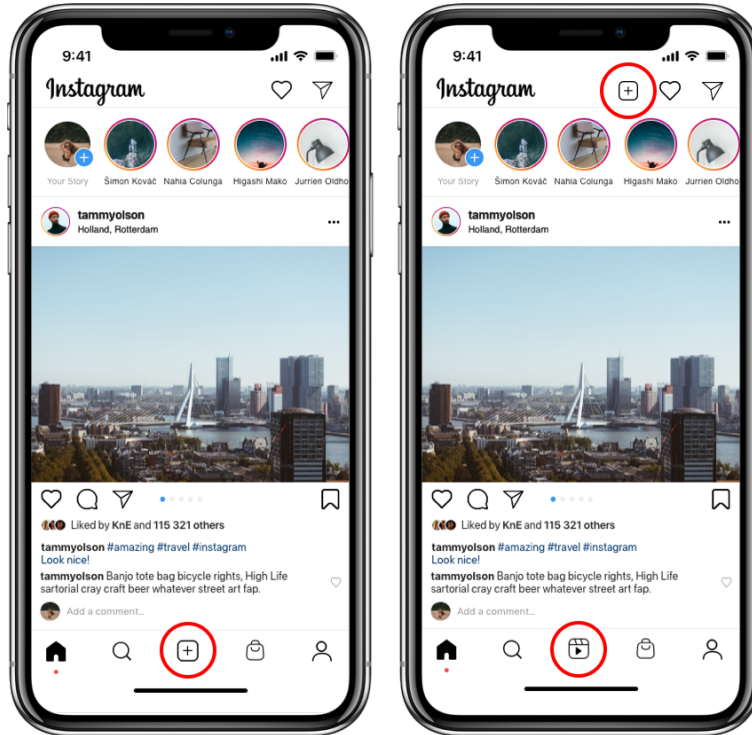 9:41
Instagram
Your Story
Šimon Kováč
Nahia Colunga
Higashi Mako
Jurrien Oldho
tammyolson
Holland, Rotterdam
Liked by KnE and 115 321 others
tammyolson #amazing #travel #instagram
Look nice!
tammyolson Banjo tote bag bicycle rights, High Life
sartorial cray craft beer whatever street art fap.
Add a comment...
9:41
Instagram
Your Story
Šimon Kováč
Nahia Colunga
Higashi Mako
Jurrien Oldho
tammyolson
Holland, Rotterdam
Liked by KnE and 115 321 others
tammyolson #amazing #travel #instagram
Look nice!
tammyolson Banjo tote bag bicycle rights, High Life
sartorial cray craft beer whatever street art fap.
Add a comment...